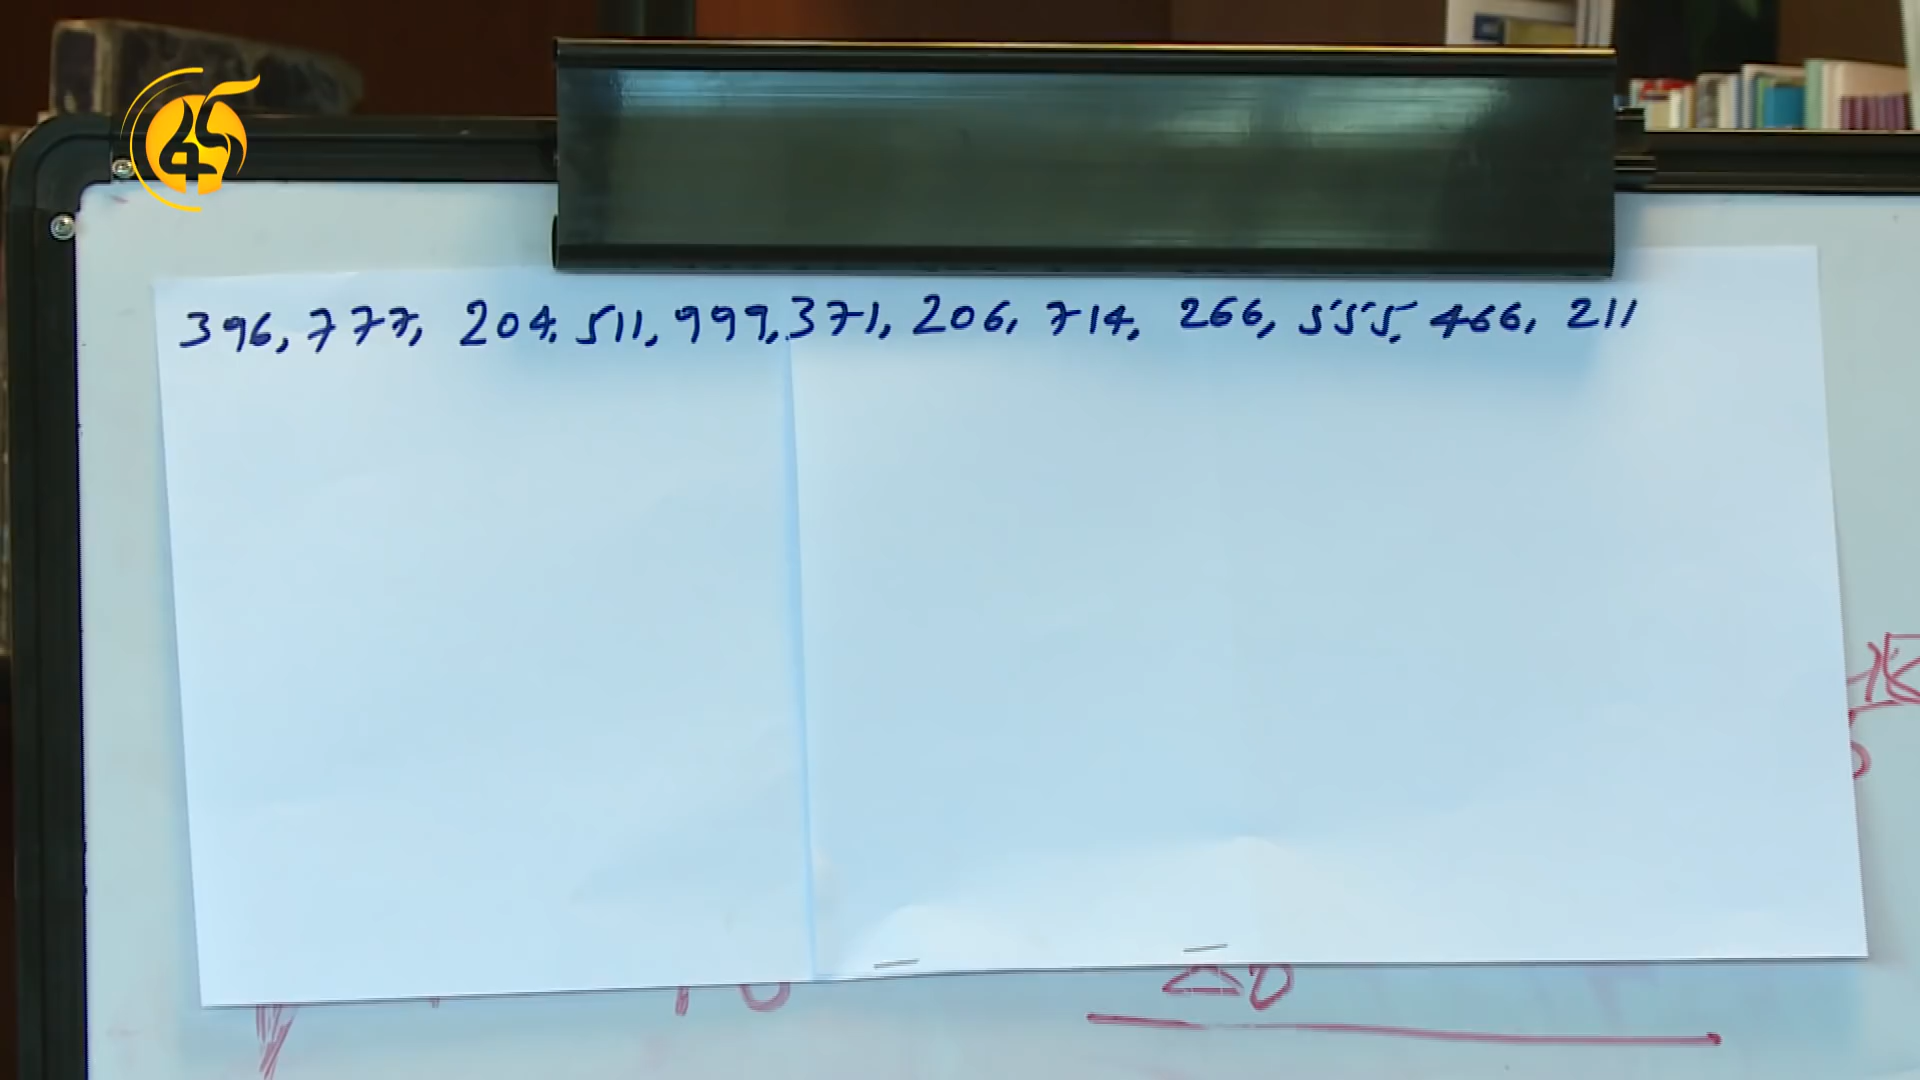 396, 777, 204, 511, 999, 371, 206, 714, 266, 555, 466, 211